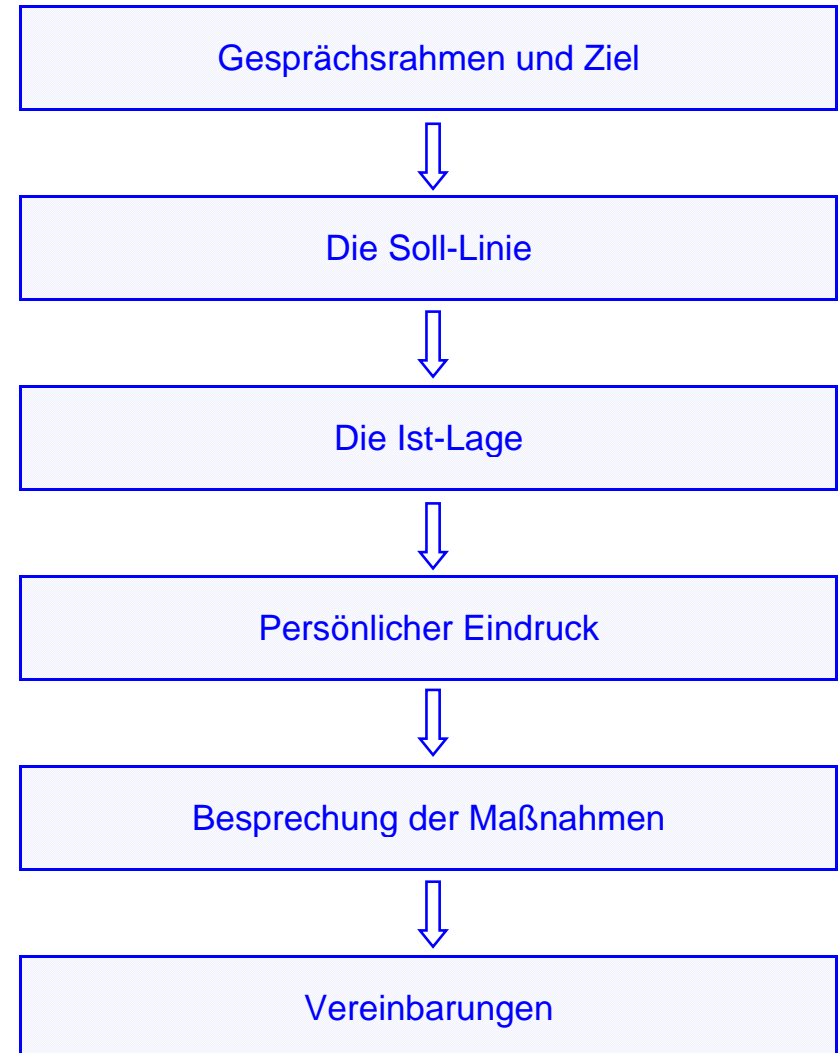 Gesprächsrahmen und Ziel
Die Soll-Linie
Die Ist-Lage
Persönlicher Eindruck
Besprechung der Maßnahmen
Vereinbarungen